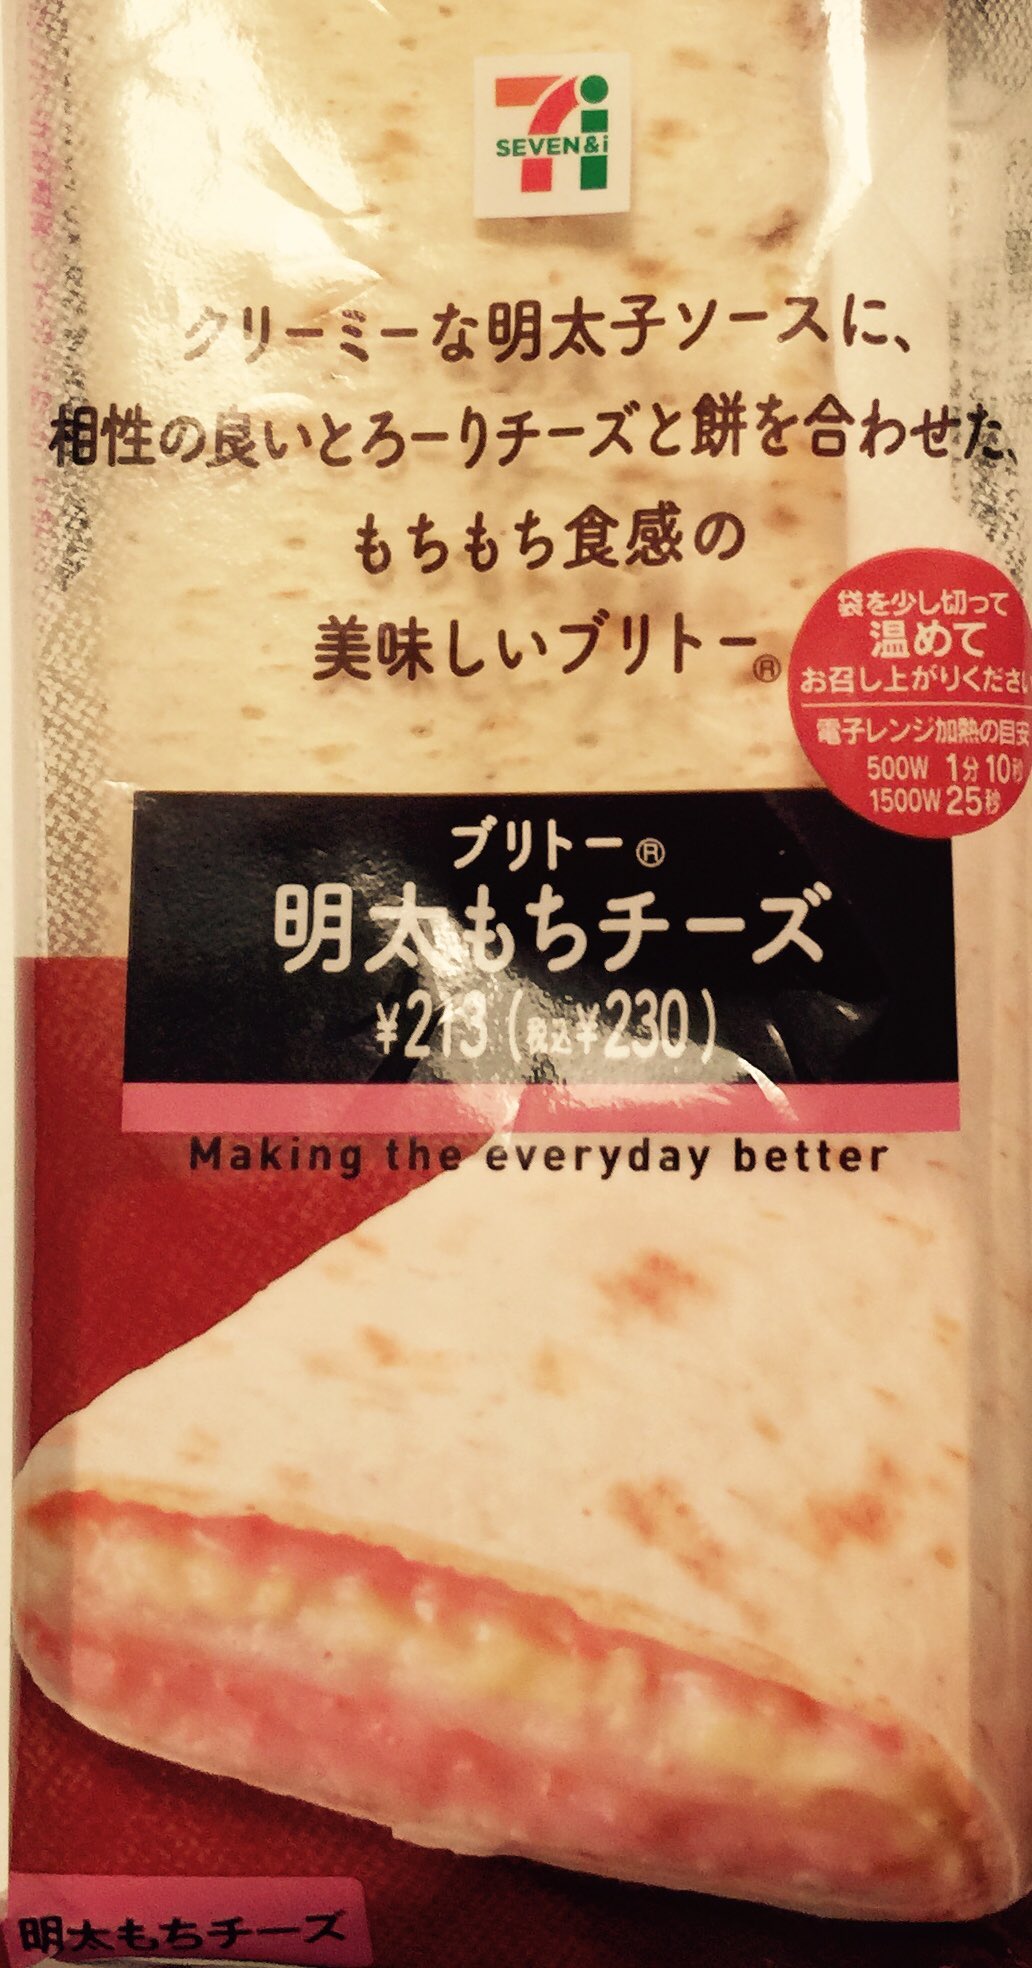 SEVEN&i
クリーミーな明太子ソースに、
相性の良いとろーりチーズと餅を合わせた、
もちもち食感の
美味しいブリトー®
袋を少し切って
温めて
お召し上がりくださ
電子レンジ加熱の目安
500W 1分10秒
1500W 25秒
ブリトー®
明太もちチーズ
¥213(税込¥230)
Making the everyday better
明太もちチーズ